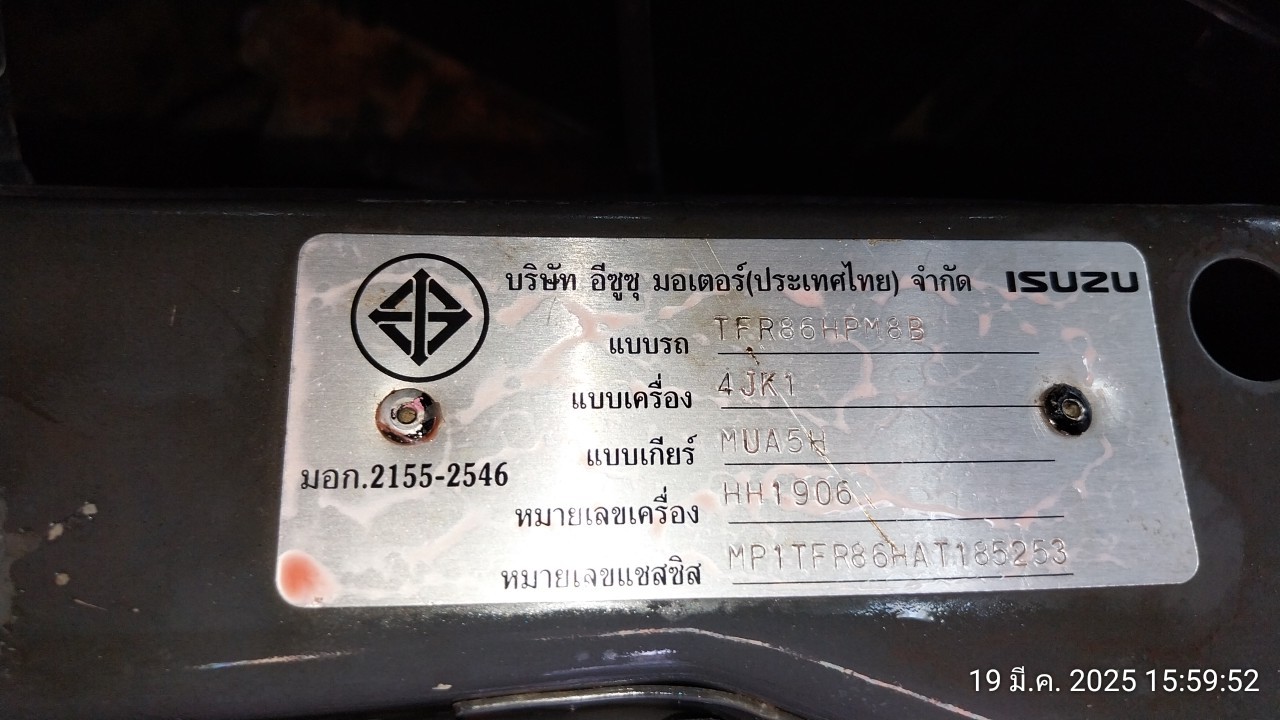 บริษัท อีซูซุ มอเตอร์(ประเทศไทย) จำกัด ISUZU
แบบรถ TFR86HPM8B
แบบเครื่อง 4JK1
แบบเกียร์ MUA5H
มอก.2155-2546
หมายเลขเครื่อง HH1906
หมายเลขแชสซิส MP1TFR86HAT185253
19 มี.ค. 2025 15:59:52